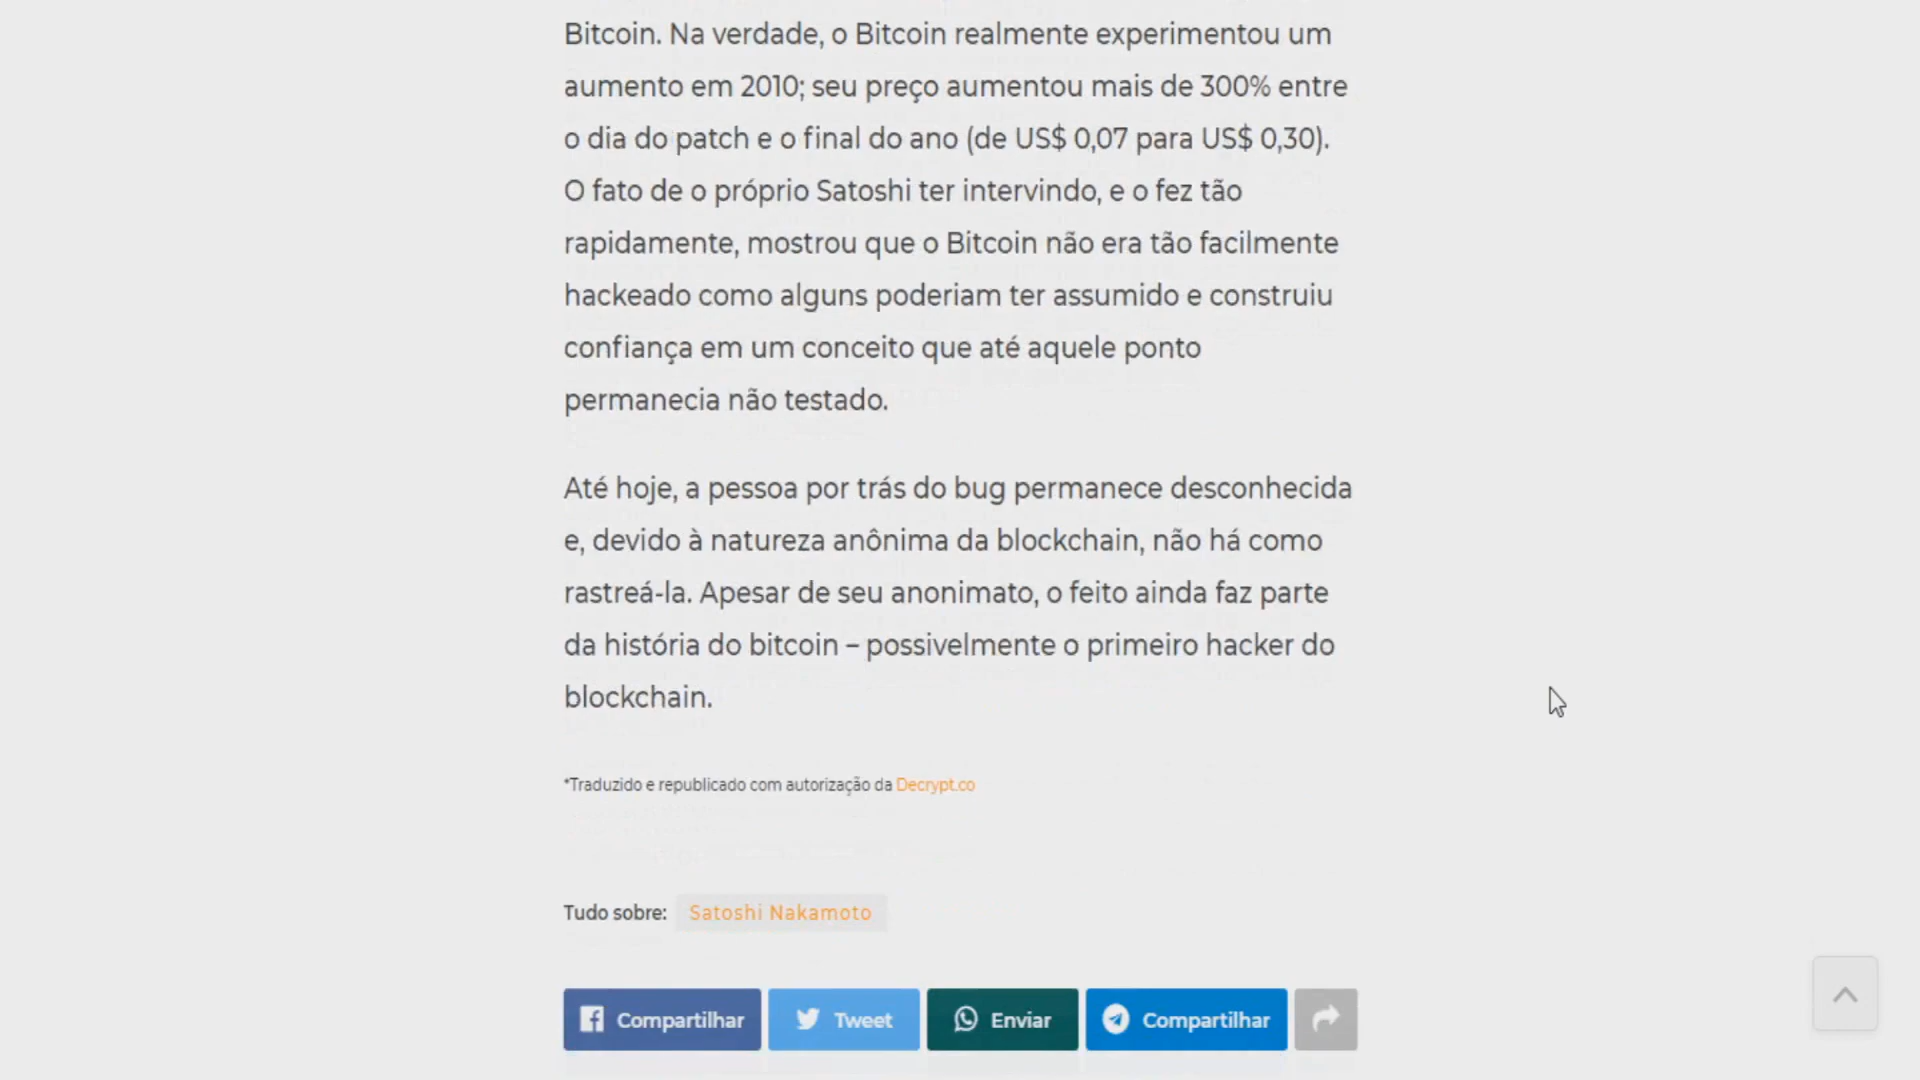 Bitcoin. Na verdade, o Bitcoin realmente experimentou um
aumento em 2010; seu preço aumentou mais de 300% entre
o dia do patch e o final do ano (de US$ 0,07 para US$ 0,30).
O fato de o próprio Satoshi ter intervindo, e o fez tão
rapidamente, mostrou que o Bitcoin não era tão facilmente
hackeado como alguns poderiam ter assumido e construiu
confiança em um conceito que até aquele ponto
permanecia não testado.
Até hoje, a pessoa por trás do bug permanece desconhecida
e, devido à natureza anônima da blockchain, não há como
rastreá-la. Apesar de seu anonimato, o feito ainda faz parte
da história do bitcoin – possivelmente o primeiro hacker do
blockchain.
*Traduzido e republicado com autorização da Decrypt.co
Tudo sobre: Satoshi Nakamoto
Compartilhar Tweet Enviar Compartilhar